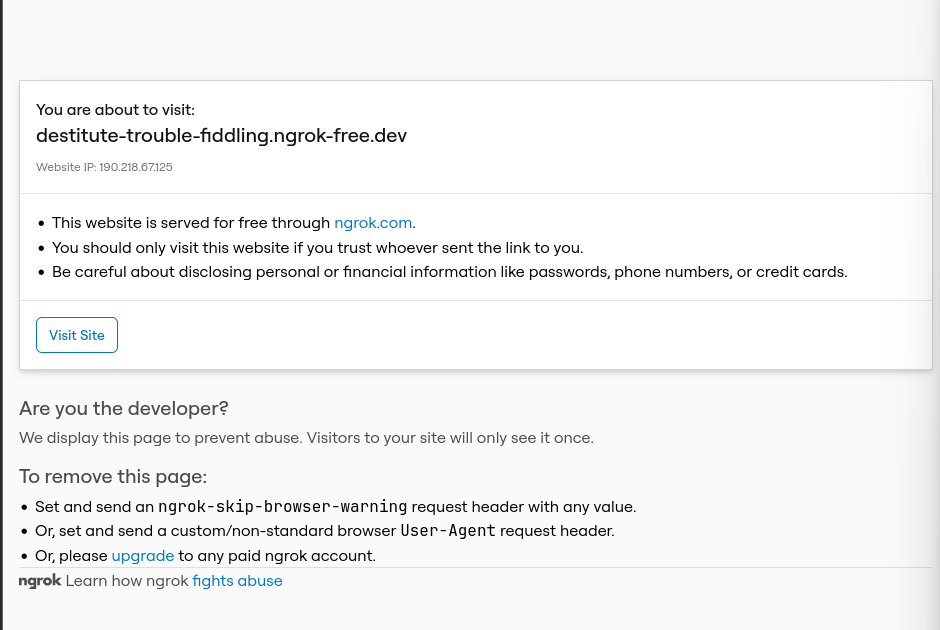 You are about to visit:
destitute-trouble-fiddling.ngrok-free.dev
Website IP: 190.218.67.125
• This website is served for free through ngrok.com.
• You should only visit this website if you trust whoever sent the link to you.
• Be careful about disclosing personal or financial information like passwords, phone numbers, or credit cards.
Visit Site
Are you the developer?
We display this page to prevent abuse. Visitors to your site will only see it once.
To remove this page:
• Set and send an ngrok-skip-browser-warning request header with any value.
• Or, set and send a custom/non-standard browser User-Agent request header.
• Or, please upgrade to any paid ngrok account.
ngrok Learn how ngrok fights abuse